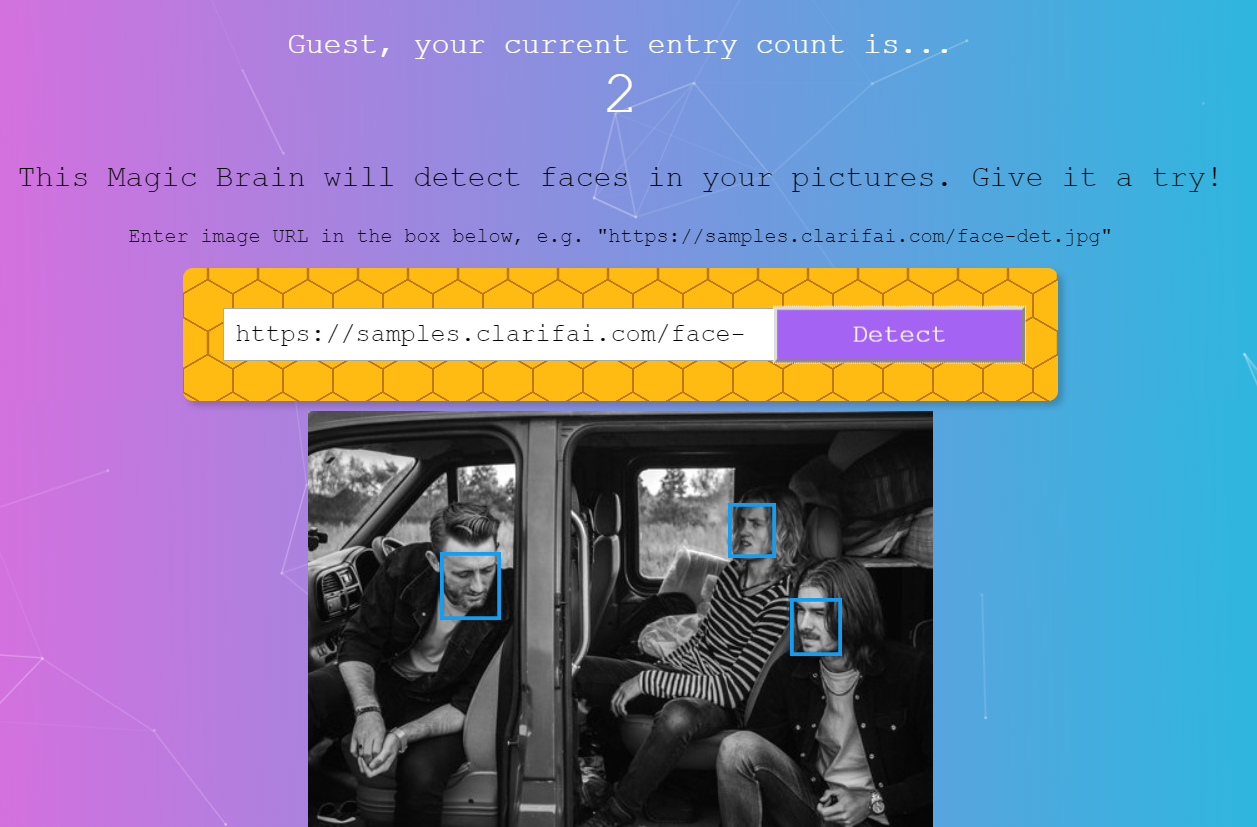 Guest, your current entry count is...
2
This Magic Brain will detect faces in your pictures. Give it a try!
Enter image URL in the box below, e.g. "https://samples.clarifai.com/face-det.jpg"
https://samples.clarifai.com/face-
Detect